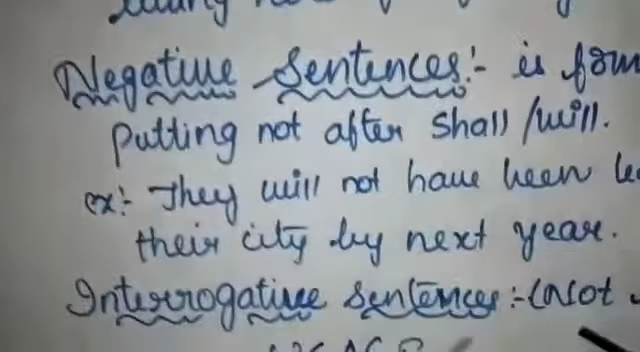 Negative Sentences:- is
putting not after shall/will.
ex:- They will not have been
their city by next year.
Interrogative Sentences:- (Not